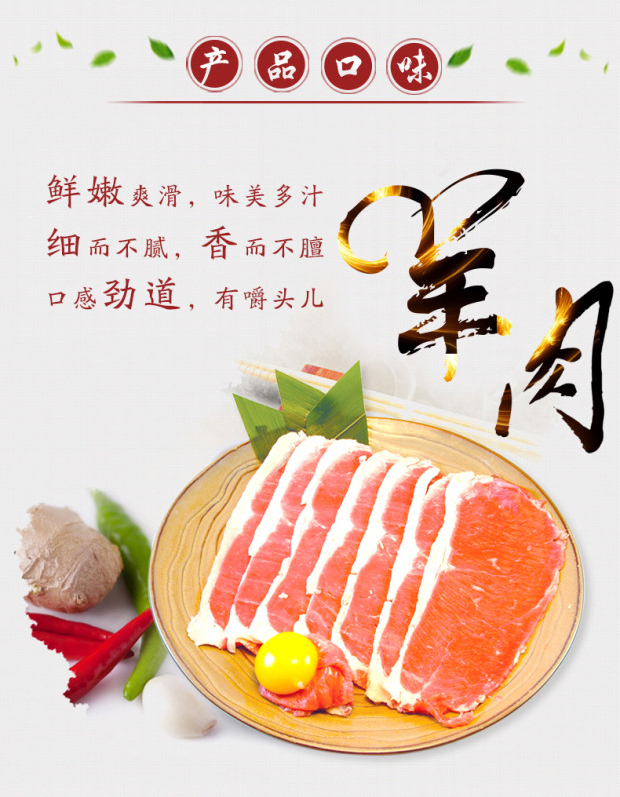 产品口味
鲜嫩爽滑，味美多汁
细而不腻，香而不膻
口感劲道，有嚼头儿
羊肉